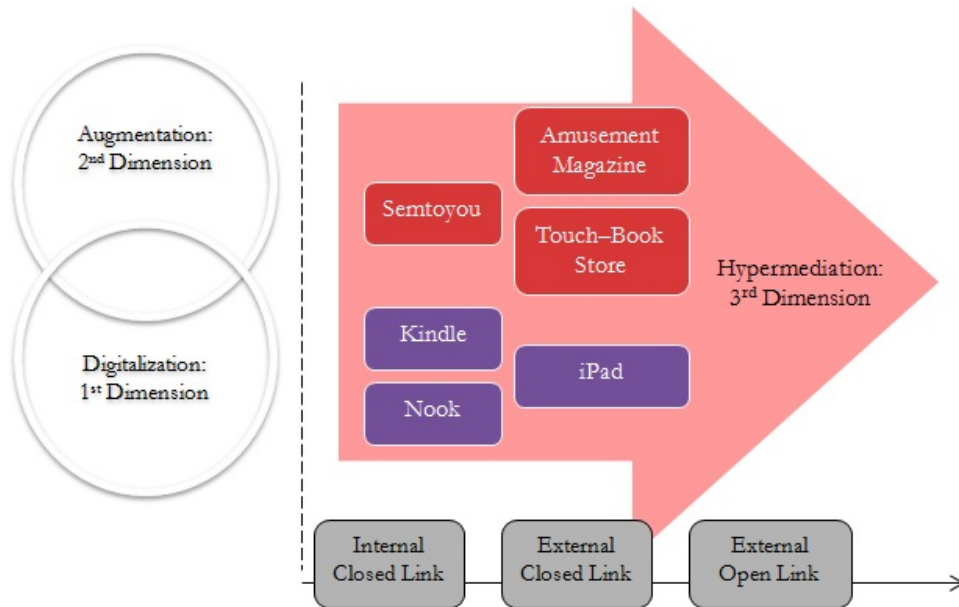 Augmentation:
2nd Dimension
Digitalization:
1st Dimension
Semtoyou
Amusement
Magazine
Touch–Book
Store
Kindle
Nook
iPad
Hypermediation:
3rd Dimension
Internal
Closed Link
External
Closed Link
External
Open Link